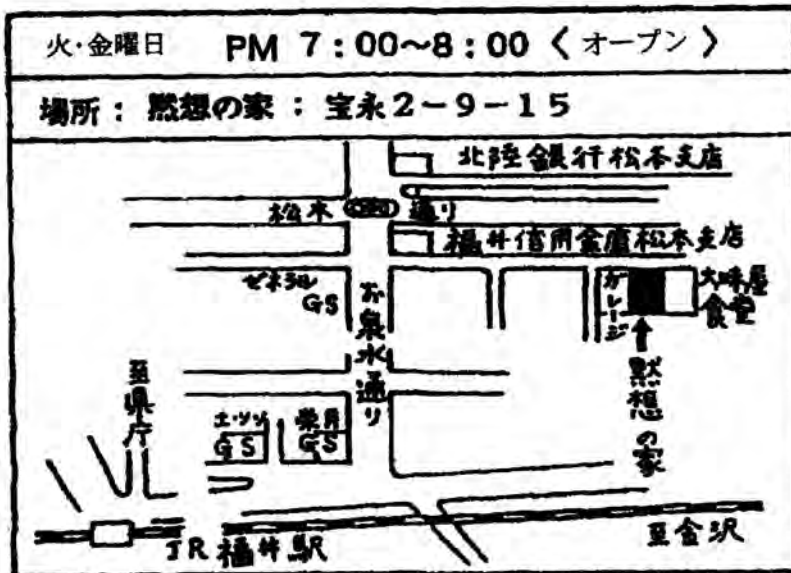 火・金曜日 PM 7:00~8:00 〈オープン〉
場所: 黙想の家: 宝永2-9-15
北陸銀行松本支店
松本通り
福井信用金庫松本支店
ゼネラル
GS
お泉水通り
ガレージ
大味屋
食堂
黙想の家
至県庁
エッソ
GS
栄月
GS
JR福井駅
至金沢